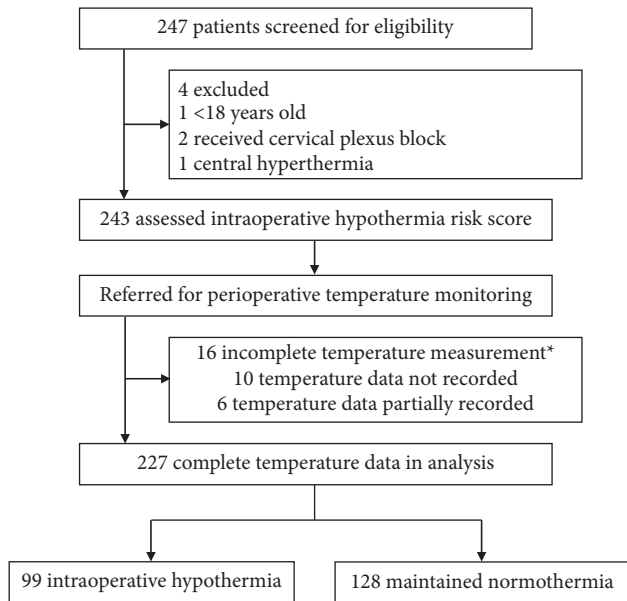 247 patients screened for eligibility
4 excluded
1 <18 years old
2 received cervical plexus block
1 central hyperthermia
243 assessed intraoperative hypothermia risk score
Referred for perioperative temperature monitoring
16 incomplete temperature measurement*
10 temperature data not recorded
6 temperature data partially recorded
227 complete temperature data in analysis
99 intraoperative hypothermia
128 maintained normothermia